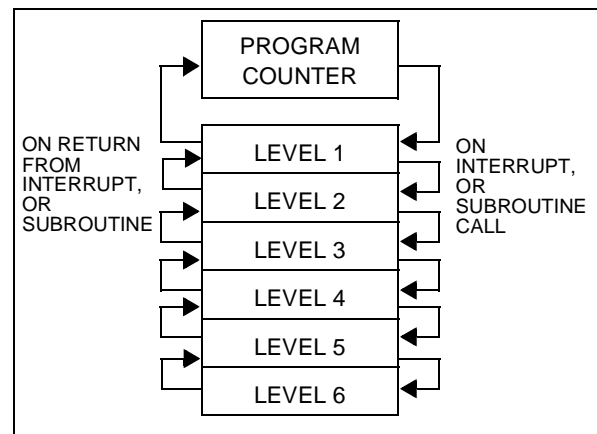 PROGRAM
COUNTER
ON RETURN
FROM
INTERRUPT,
OR
SUBROUTINE
LEVEL 1
LEVEL 2
LEVEL 3
LEVEL 4
LEVEL 5
LEVEL 6
ON
INTERRUPT,
OR
SUBROUTINE
CALL